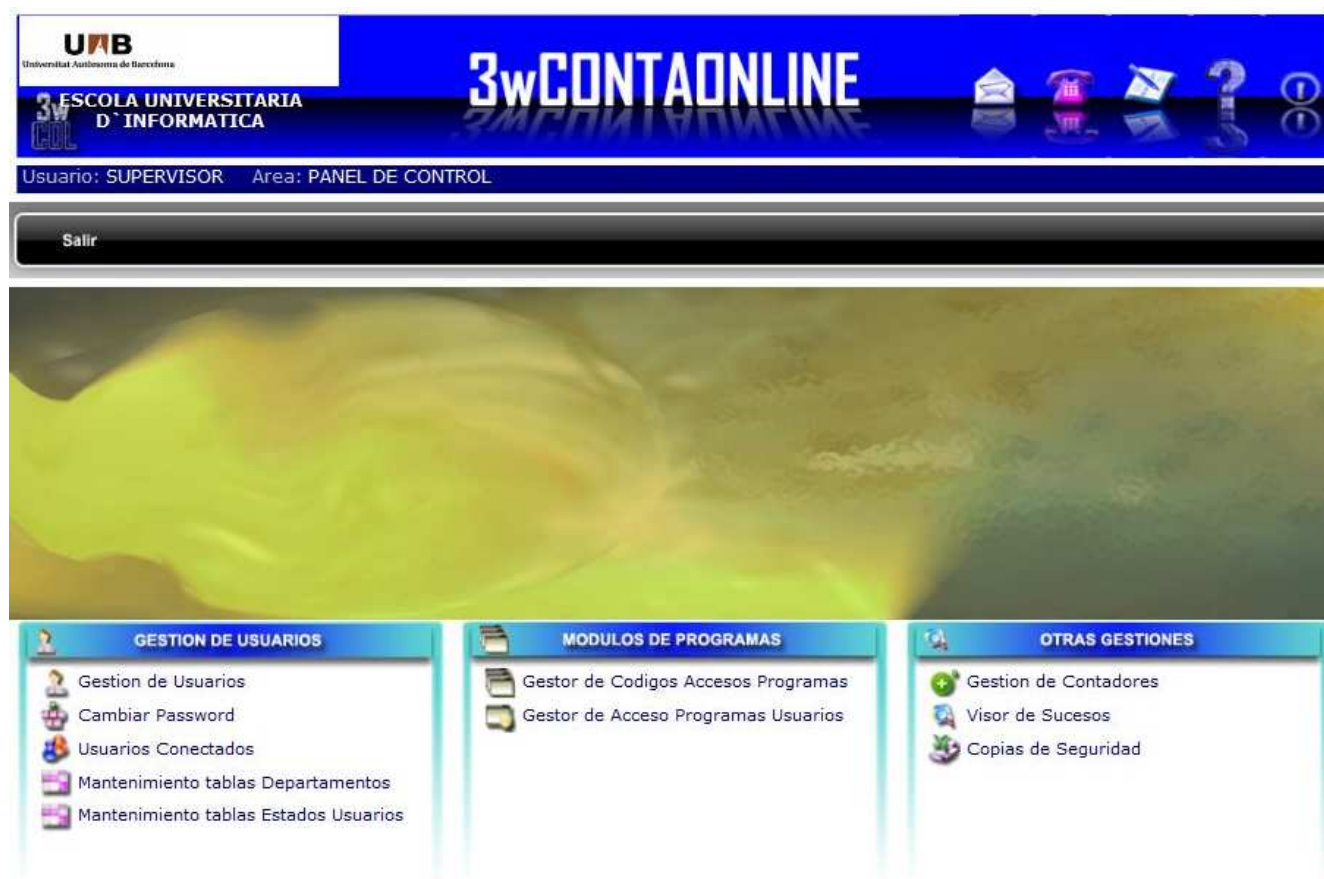 UAB
Universitat Autònoma de Barcelona
3wCONTAONLINE
3W
COL
ESCOLA UNIVERSITARIA
D`INFORMATICA
Usuario: SUPERVISOR Area: PANEL DE CONTROL
Salir
GESTION DE USUARIOS
Gestion de Usuarios
Cambiar Password
Usuarios Conectados
Mantenimiento tablas Departamentos
Mantenimiento tablas Estados Usuarios
MODULOS DE PROGRAMAS
Gestor de Codigos Accesos Programas
Gestor de Acceso Programas Usuarios
OTRAS GESTIONES
Gestion de Contadores
Visor de Sucesos
Copias de Seguridad